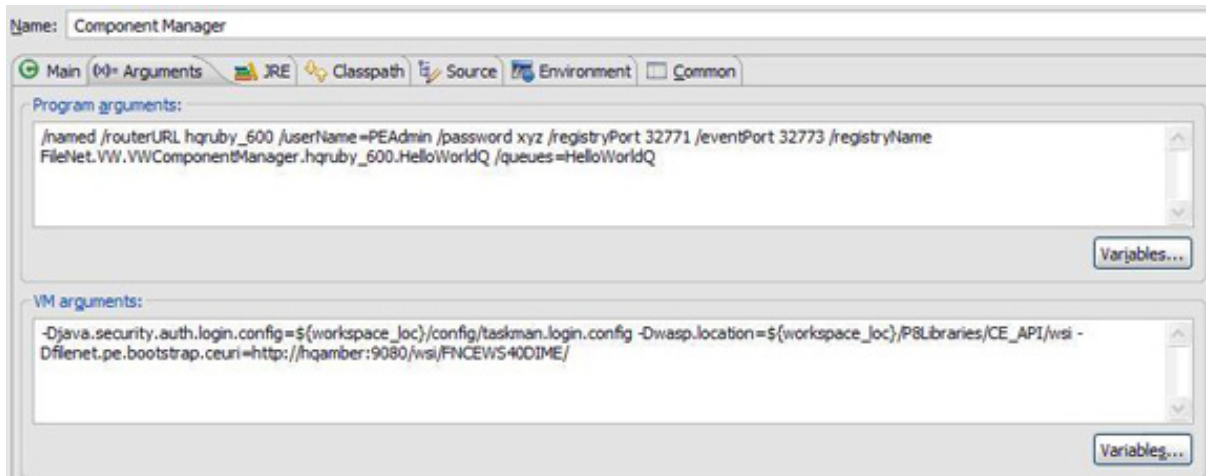 Name: Component Manager
Main (x)= Arguments JRE Classpath Source Environment Common
Program arguments:
/named /routerURL hqruby_600 /userName=PEAdmin /password xyz /registryPort 32771 /eventPort 32773 /registryName
FileNet.VW.VWComponentManager.hqruby_600.HelloWorldQ /queues=HelloWorldQ
Variables...
VM arguments:
-Djava.security.auth.login.config=${workspace_loc}/config/taskman.login.config -Dwasp.location=${workspace_loc}/P8Libraries/CE_API/wsi -
Dfilenet.pe.bootstrap.ceuri=http://hqamber:9080/wsi/FNCEWS40DIME/
Variables...